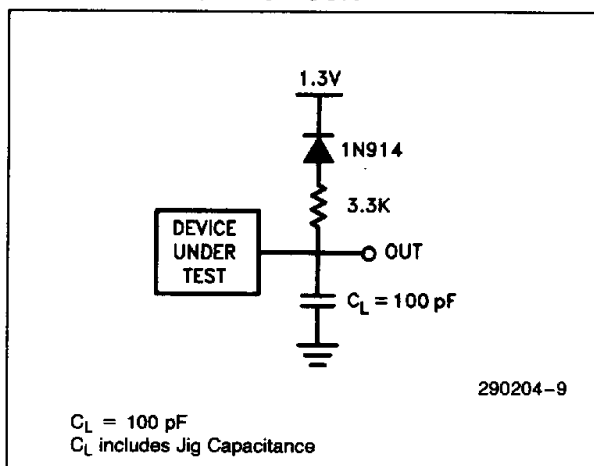 1.3V
1N914
3.3K
DEVICE
UNDER
TEST
OUT
C_L = 100 pF
290204-9
C_L = 100 pF
C_L includes Jig Capacitance